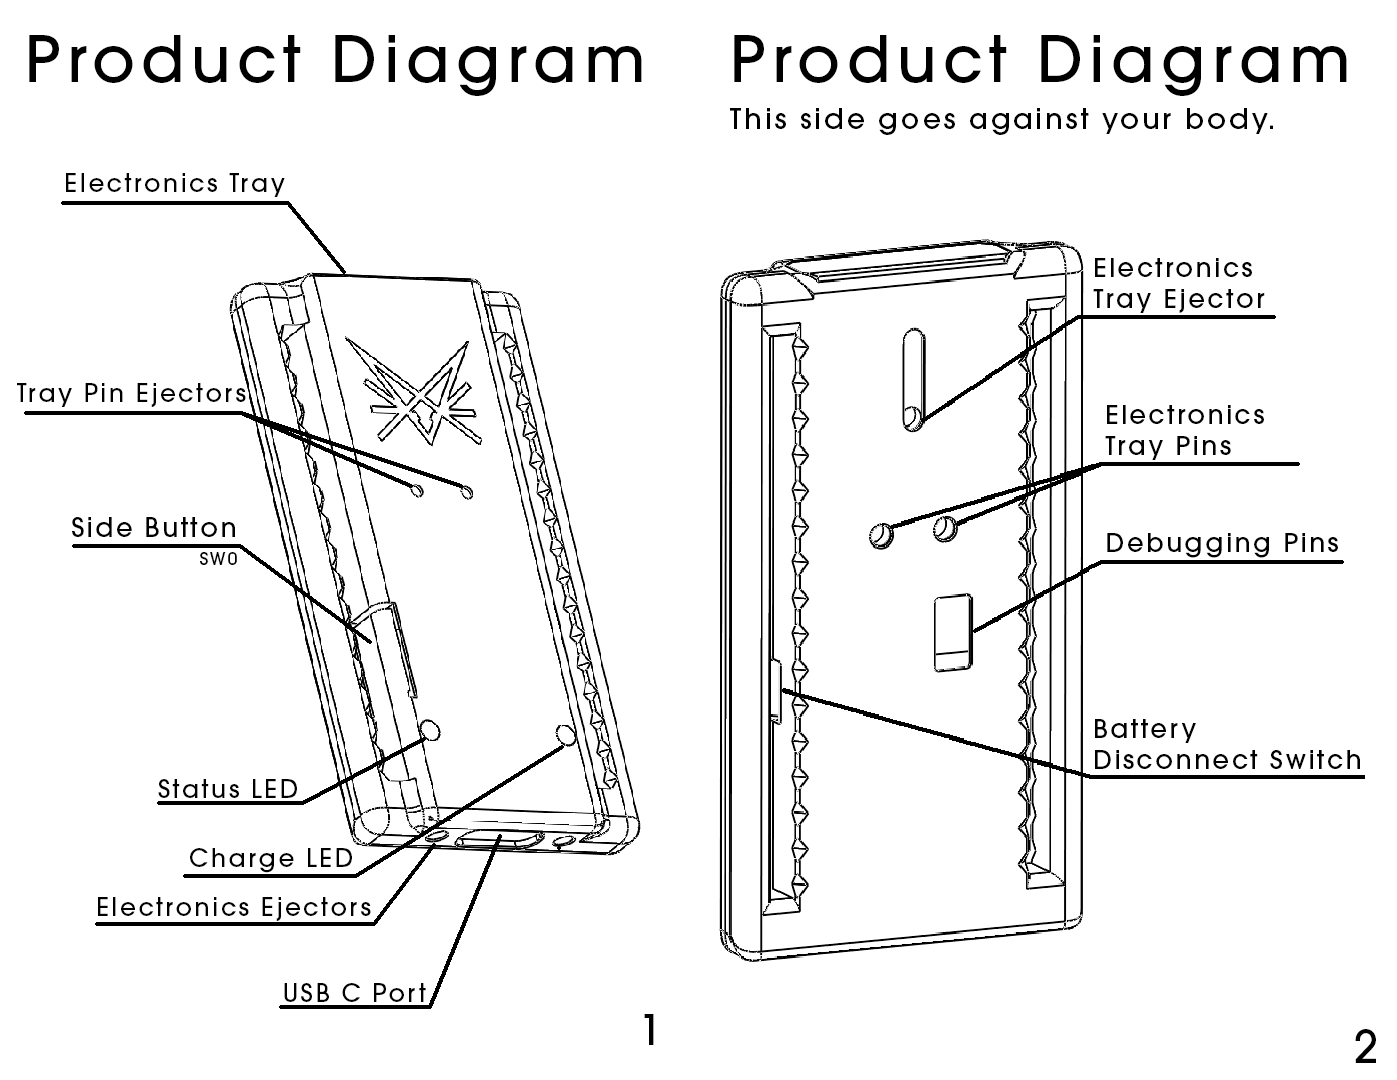 Product Diagram
Electronics Tray
Tray Pin Ejectors
Side Button
SW0
Status LED
Charge LED
Electronics Ejectors
USB C Port
1
Product Diagram
This side goes against your body.
Electronics
Tray Ejector
Electronics
Tray Pins
Debugging Pins
Battery
Disconnect Switch
2